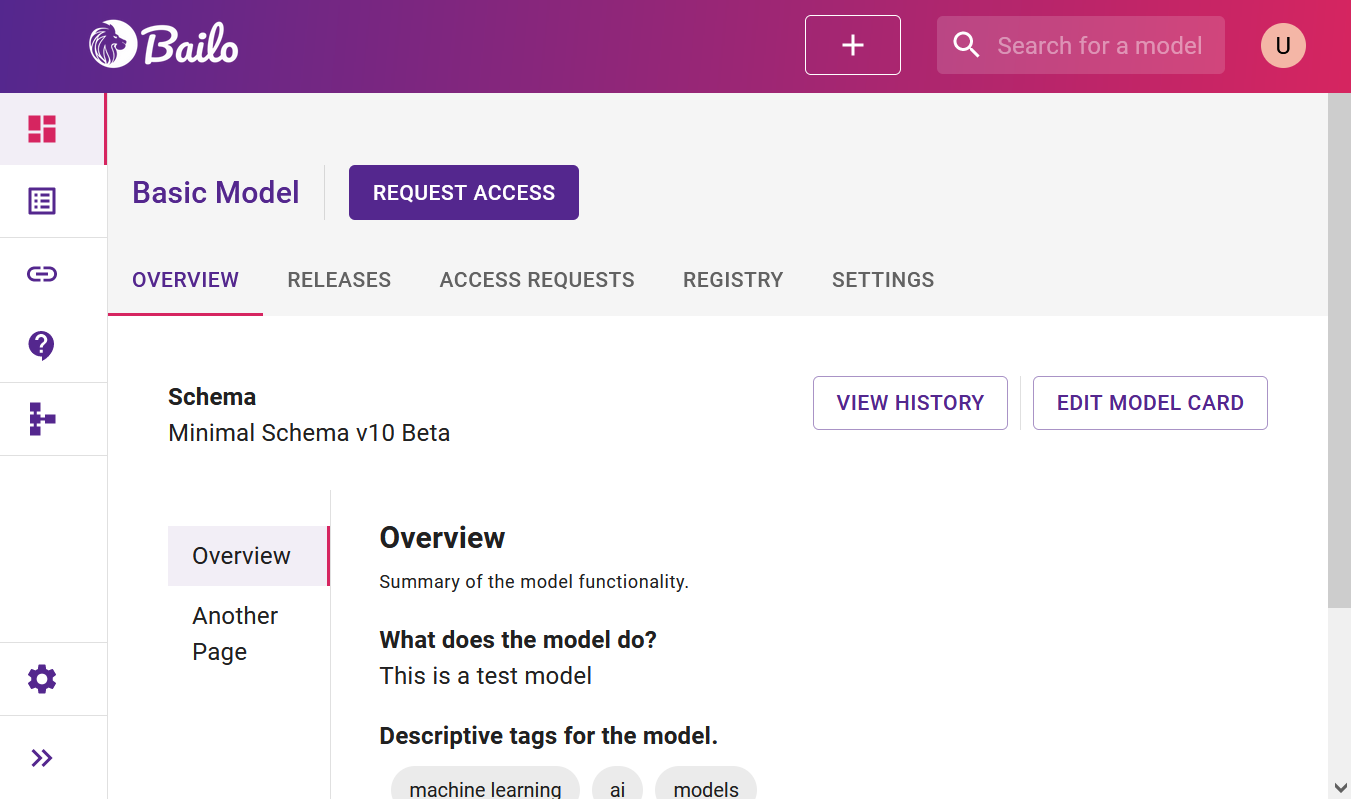 Bailo
Search for a model
U
Basic Model
REQUEST ACCESS
OVERVIEW
RELEASES
ACCESS REQUESTS
REGISTRY
SETTINGS
Schema
Minimal Schema v10 Beta
VIEW HISTORY
EDIT MODEL CARD
Overview
Another
Page
Overview
Summary of the model functionality.
What does the model do?
This is a test model
Descriptive tags for the model.
machine learning
ai
models